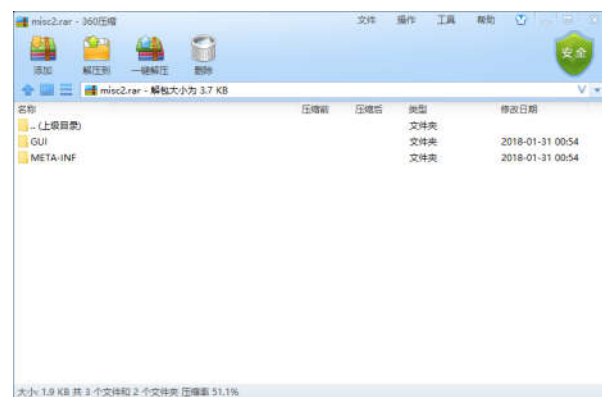 misc2.rar - 360压缩
文件 操作 工具 帮助
添加 解压到 一键解压 删除
安全
misc2.rar - 解包大小为 3.7 KB
名称 压缩前 压缩后 类型 修改日期
.. (上级目录) 文件夹
GUI 文件夹 2018-01-31 00:54
META-INF 文件夹 2018-01-31 00:54
大小: 1.9 KB 共 3 个文件和 2 个文件夹 压缩率 51.1%